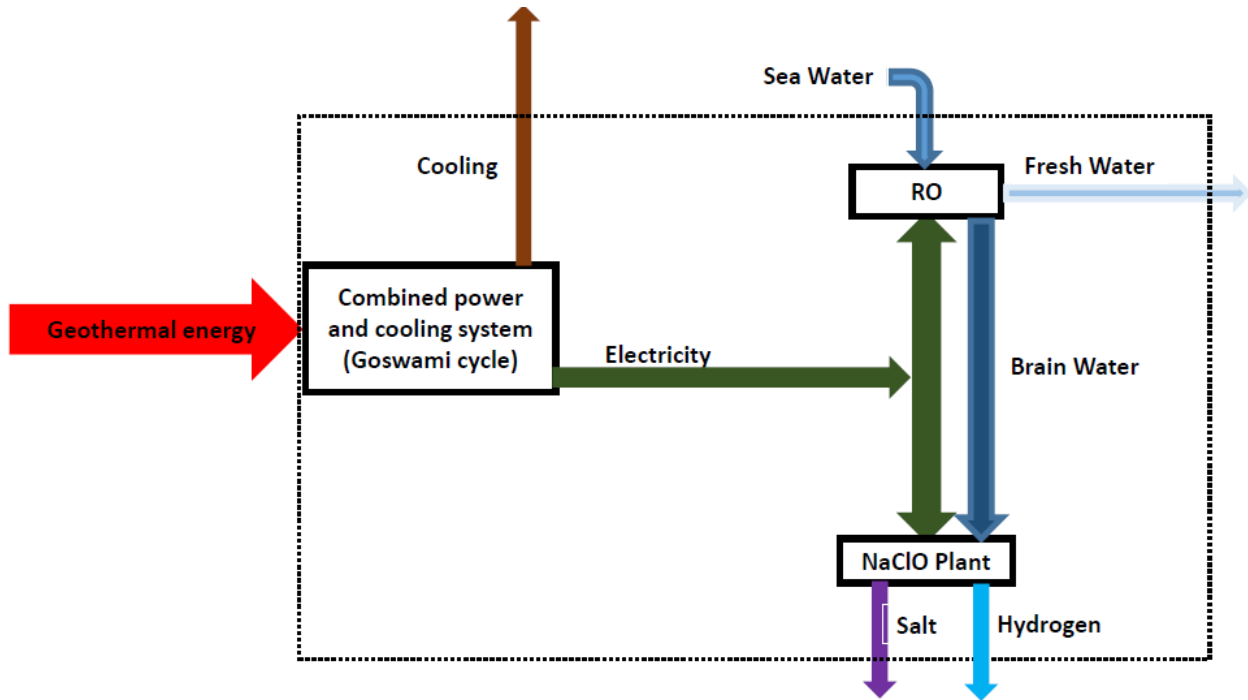 Sea Water
Cooling
Fresh Water
RO
Combined power
and cooling system
(Goswami cycle)
Geothermal energy
Electricity
Brain Water
NaClO Plant
Salt
Hydrogen